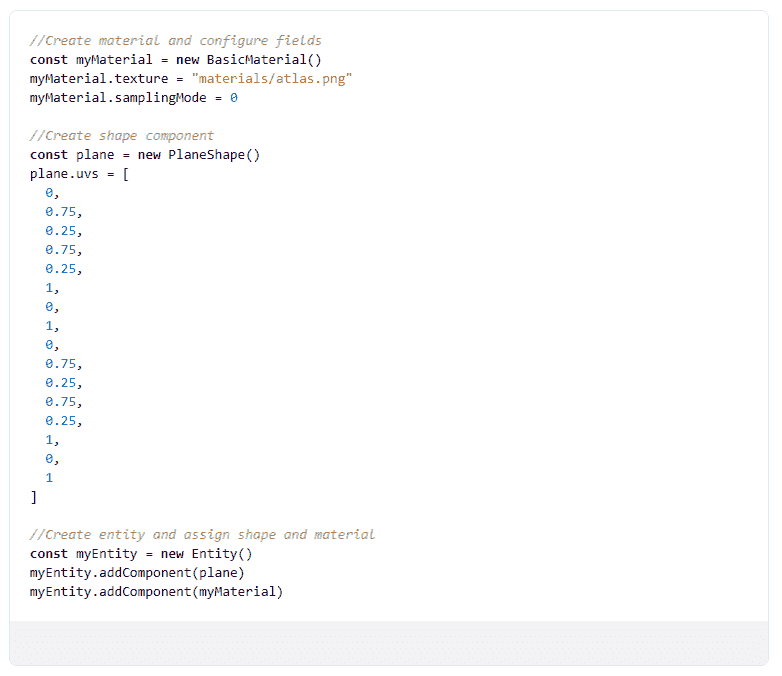 //Create material and configure fields
const myMaterial = new BasicMaterial()
myMaterial.texture = "materials/atlas.png"
myMaterial.samplingMode = 0
//Create shape component
const plane = new PlaneShape()
plane.uvs = [
0,
0.75,
0.25,
0.75,
0.25,
1,
0,
1,
0,
0.75,
0.25,
0.75,
0.25,
1,
0,
1
]
//Create entity and assign shape and material
const myEntity = new Entity()
myEntity.addComponent(plane)
myEntity.addComponent(myMaterial)